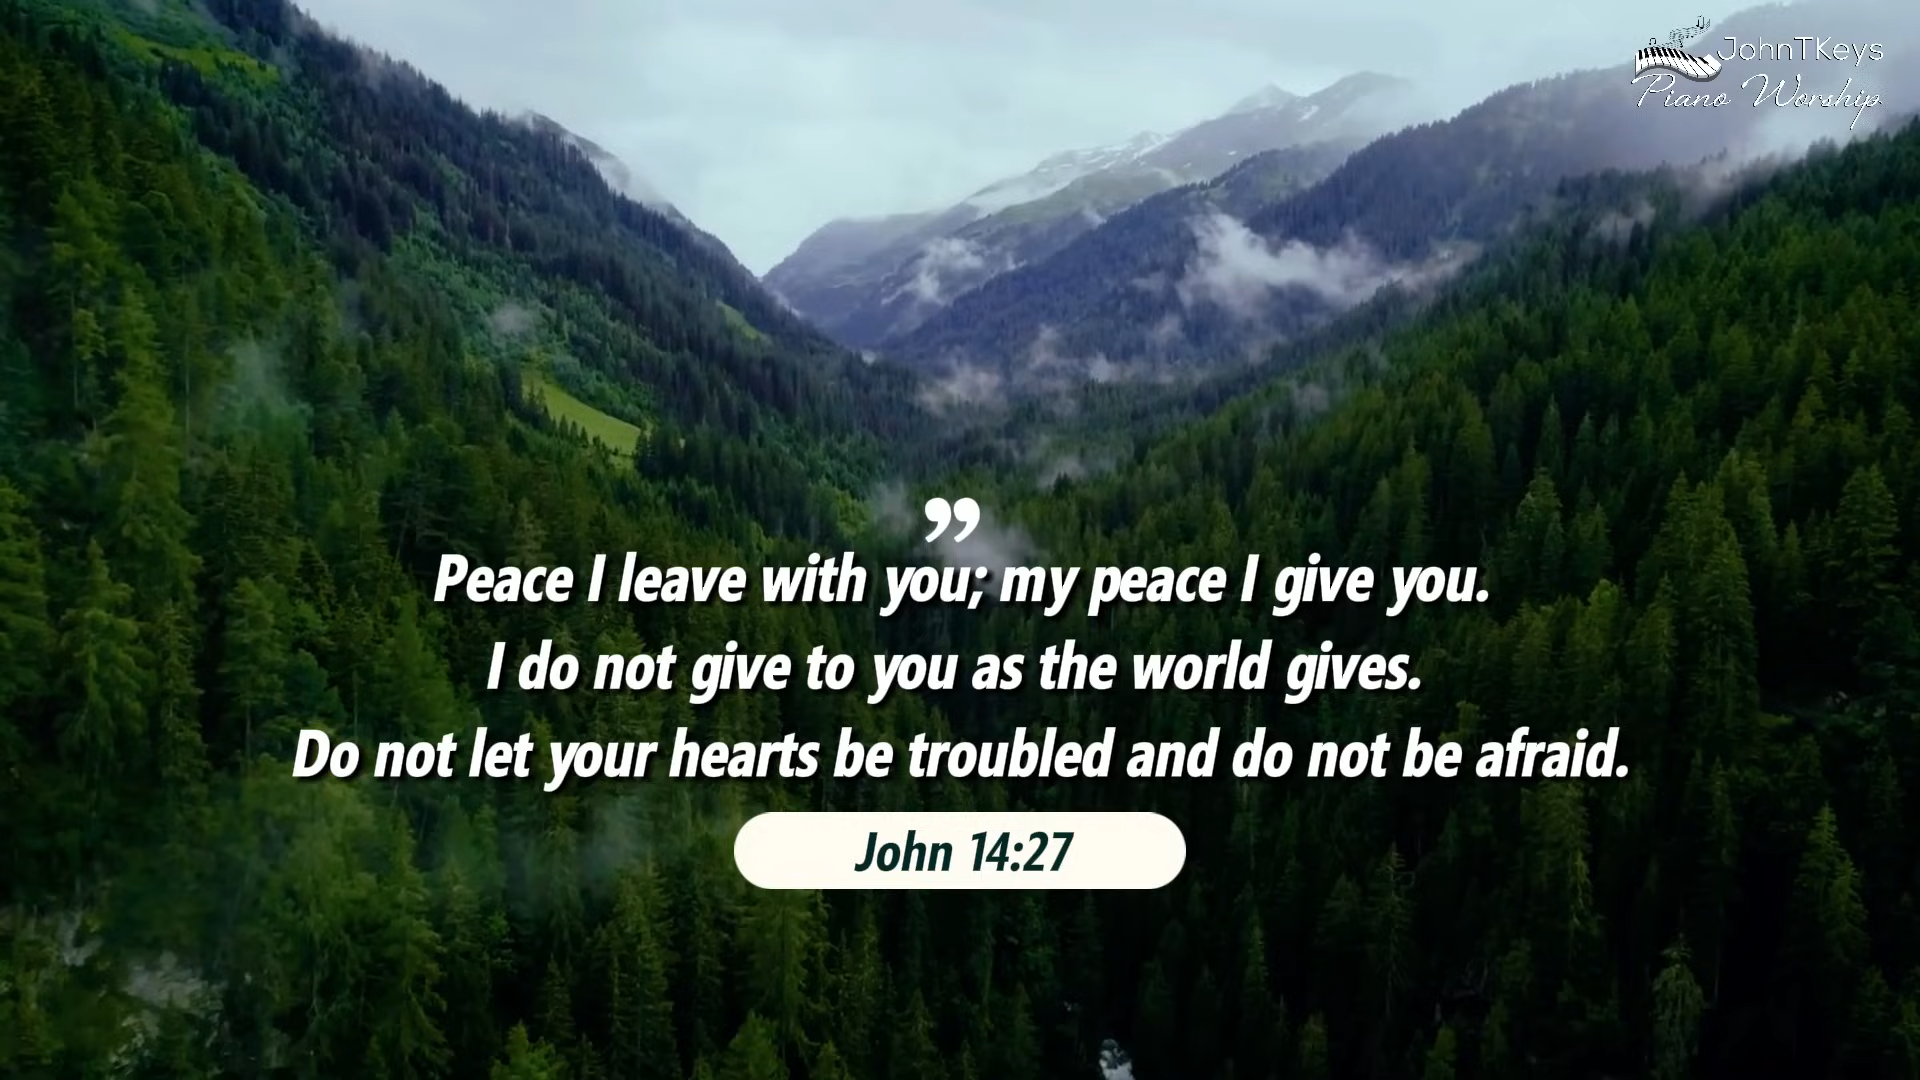 JohnTKeys
Piano Worship
”
Peace I leave with you; my peace I give you.
I do not give to you as the world gives.
Do not let your hearts be troubled and do not be afraid.
John 14:27